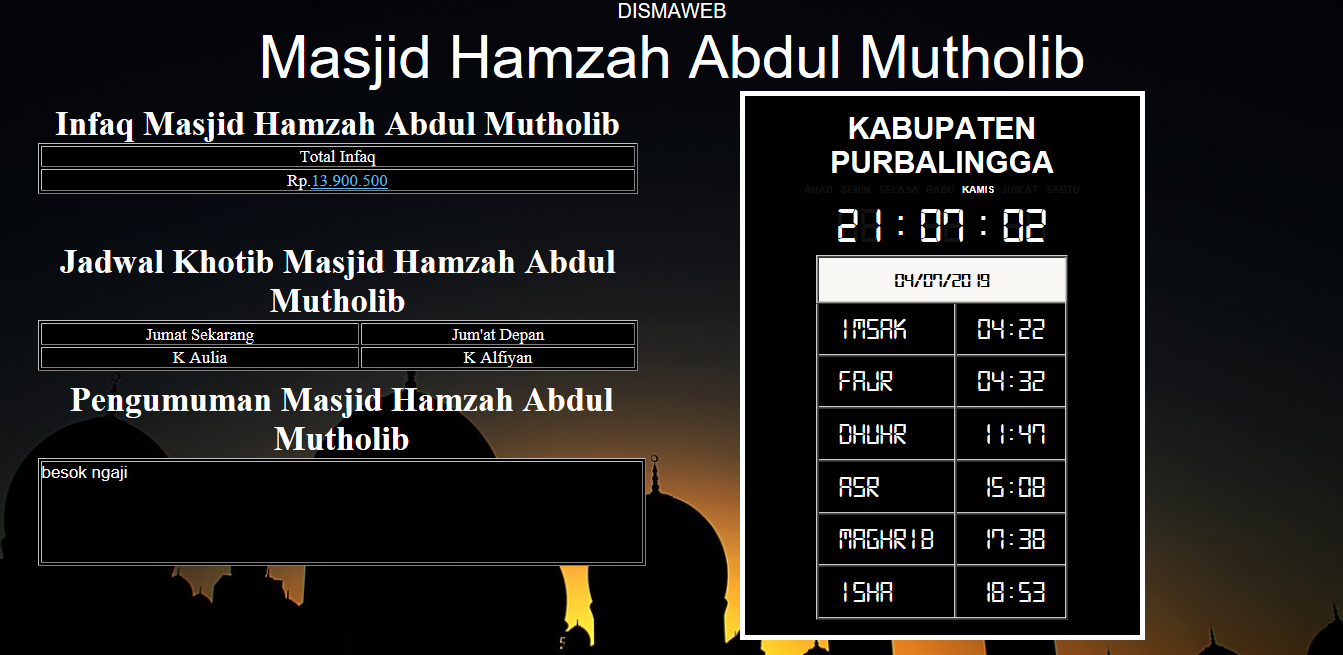 DISMAWEB
Masjid Hamzah Abdul Mutholib
Infaq Masjid Hamzah Abdul Mutholib
Total Infaq
Rp.13.900.500
Jadwal Khotib Masjid Hamzah Abdul
Mutholib
Jumat Sekarang Jum'at Depan
K Aulia K Alfiyan
Pengumuman Masjid Hamzah Abdul
Mutholib
besok ngaji
KABUPATEN
PURBALINGGA
AHAD SENIN SELASA RABU KAMIS JUM'AT SABTU
21:07:02
04/07/2019
IMSAK 04:22
FAJR 04:32
DHUHR 11:47
ASR 15:08
MAGHRIB 17:38
ISHA 18:53